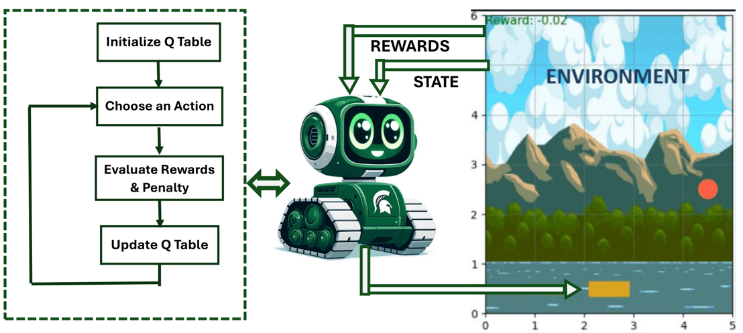 Initialize Q Table
Choose an Action
Evaluate Rewards
& Penalty
Update Q Table
REWARDS
STATE
Reward: -0.02
ENVIRONMENT
6
4
3
2
1
0
0 1 2 3 4 5